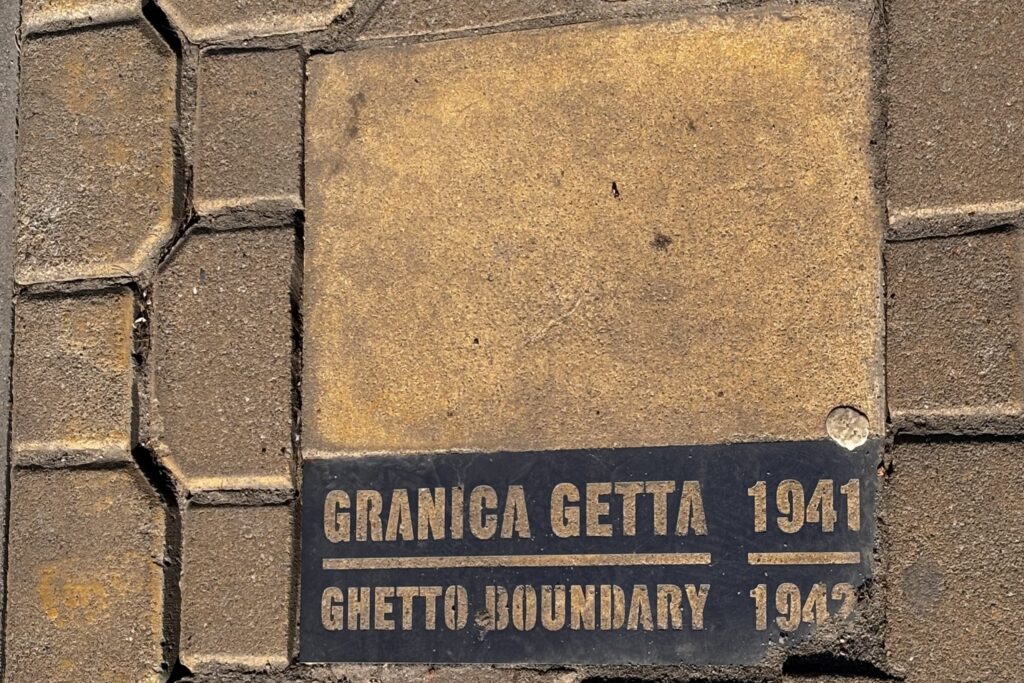 GRANICA GETTA 1941
GHETTO BOUNDARY 1942